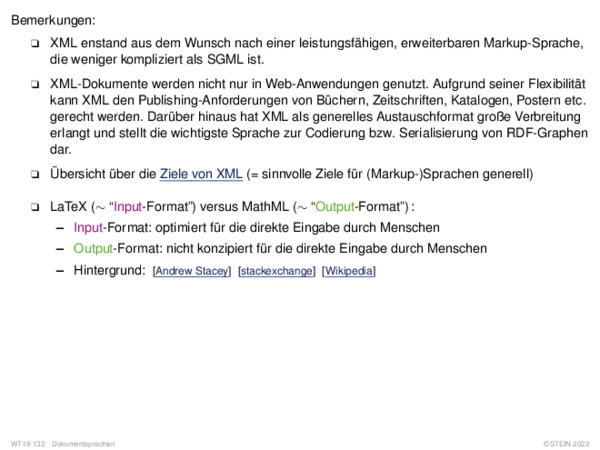 Bemerkungen:
❑ XML enstand aus dem Wunsch nach einer leistungsfähigen, erweiterbaren Markup-Sprache,
die weniger kompliziert als SGML ist.
❑ XML-Dokumente werden nicht nur in Web-Anwendungen genutzt. Aufgrund seiner Flexibilität
kann XML den Publishing-Anforderungen von Büchern, Zeitschriften, Katalogen, Postern etc.
gerecht werden. Darüber hinaus hat XML als generelles Austauschformat große Verbreitung
erlangt und stellt die wichtigste Sprache zur Codierung bzw. Serialisierung von RDF-Graphen
dar.
❑ Übersicht über die Ziele von XML (= sinnvolle Ziele für (Markup-)Sprachen generell)
❑ LaTeX (∼ “Input-Format”) versus MathML (∼ “Output-Format”) :
– Input-Format: optimiert für die direkte Eingabe durch Menschen
– Output-Format: nicht konzipiert für die direkte Eingabe durch Menschen
– Hintergrund: [Andrew Stacey] [stackexchange] [Wikipedia]
WT:III-132 Dokumentsprachen ©STEIN 2022